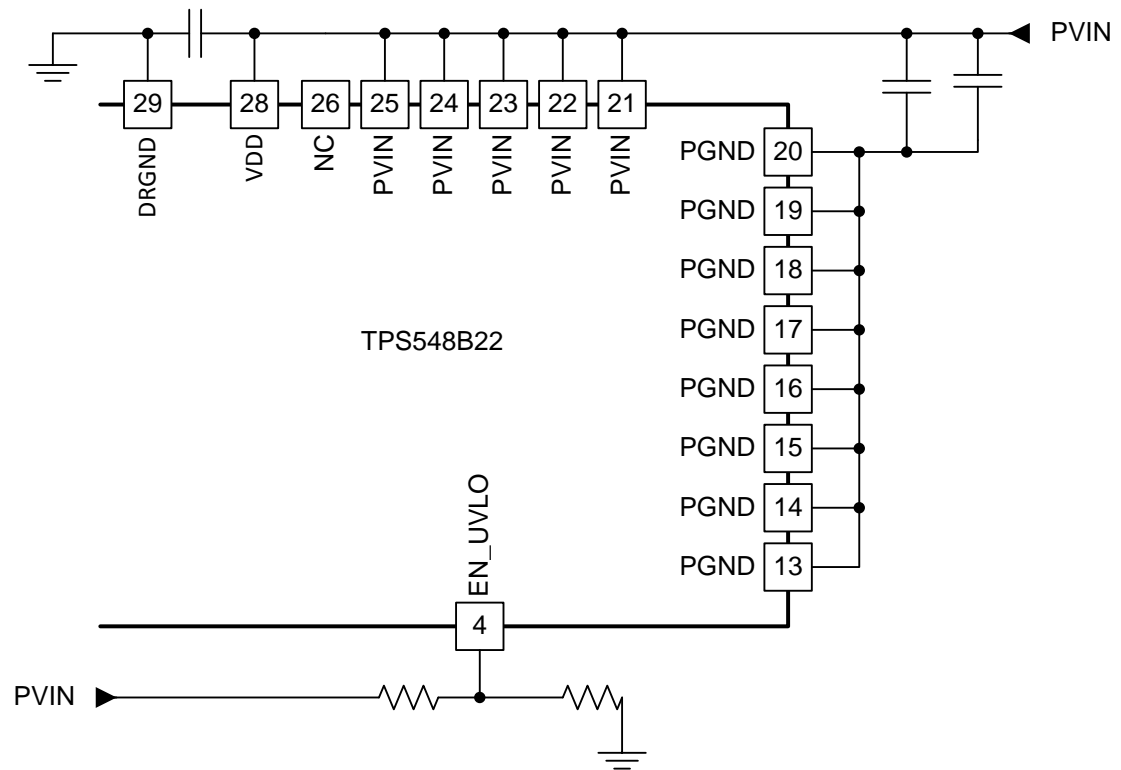 PVIN
29
28
26
25
24
23
22
21
DRGND
VDD
NC
PVIN
PVIN
PVIN
PVIN
PVIN
PGND 20
PGND 19
PGND 18
PGND 17
TPS548B22
PGND 16
PGND 15
PGND 14
PGND 13
EN_UVLO
4
PVIN